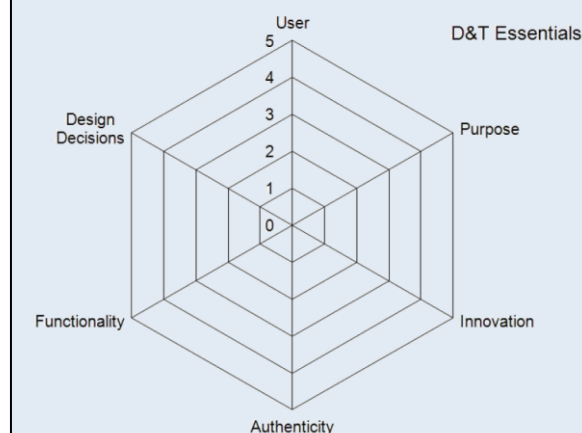 User
D&T Essentials
5
4
3
2
1
0
Design
Decisions
Purpose
Functionality
Innovation
Authenticity